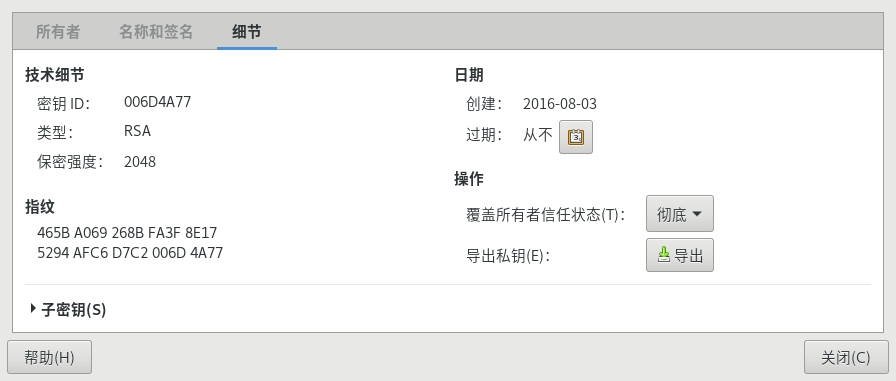 所有者 名称和签名 细节
技术细节
密钥 ID： 006D4A77
类型： RSA
保密强度： 2048
指纹
465B A069 268B FA3F 8E17
5294 AFC6 D7C2 006D 4A77
日期
创建： 2016-08-03
过期： 从不
操作
覆盖所有者信任状态(T)： 彻底
导出私钥(E)： 导出
子密钥(S)
帮助(H) 关闭(C)